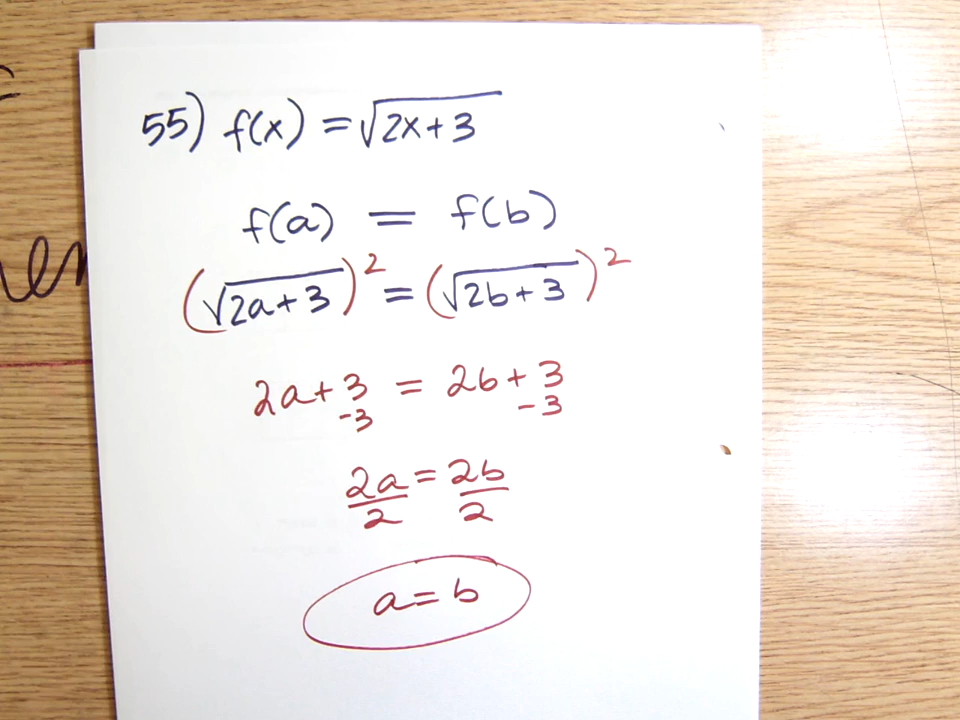 55) f(x) = √2x+3
f(a) = f(b)
(√2a+3)² = (√2b+3)²
2a+3 = 2b+3
-3 -3
2a = 2b
2 2
a = b